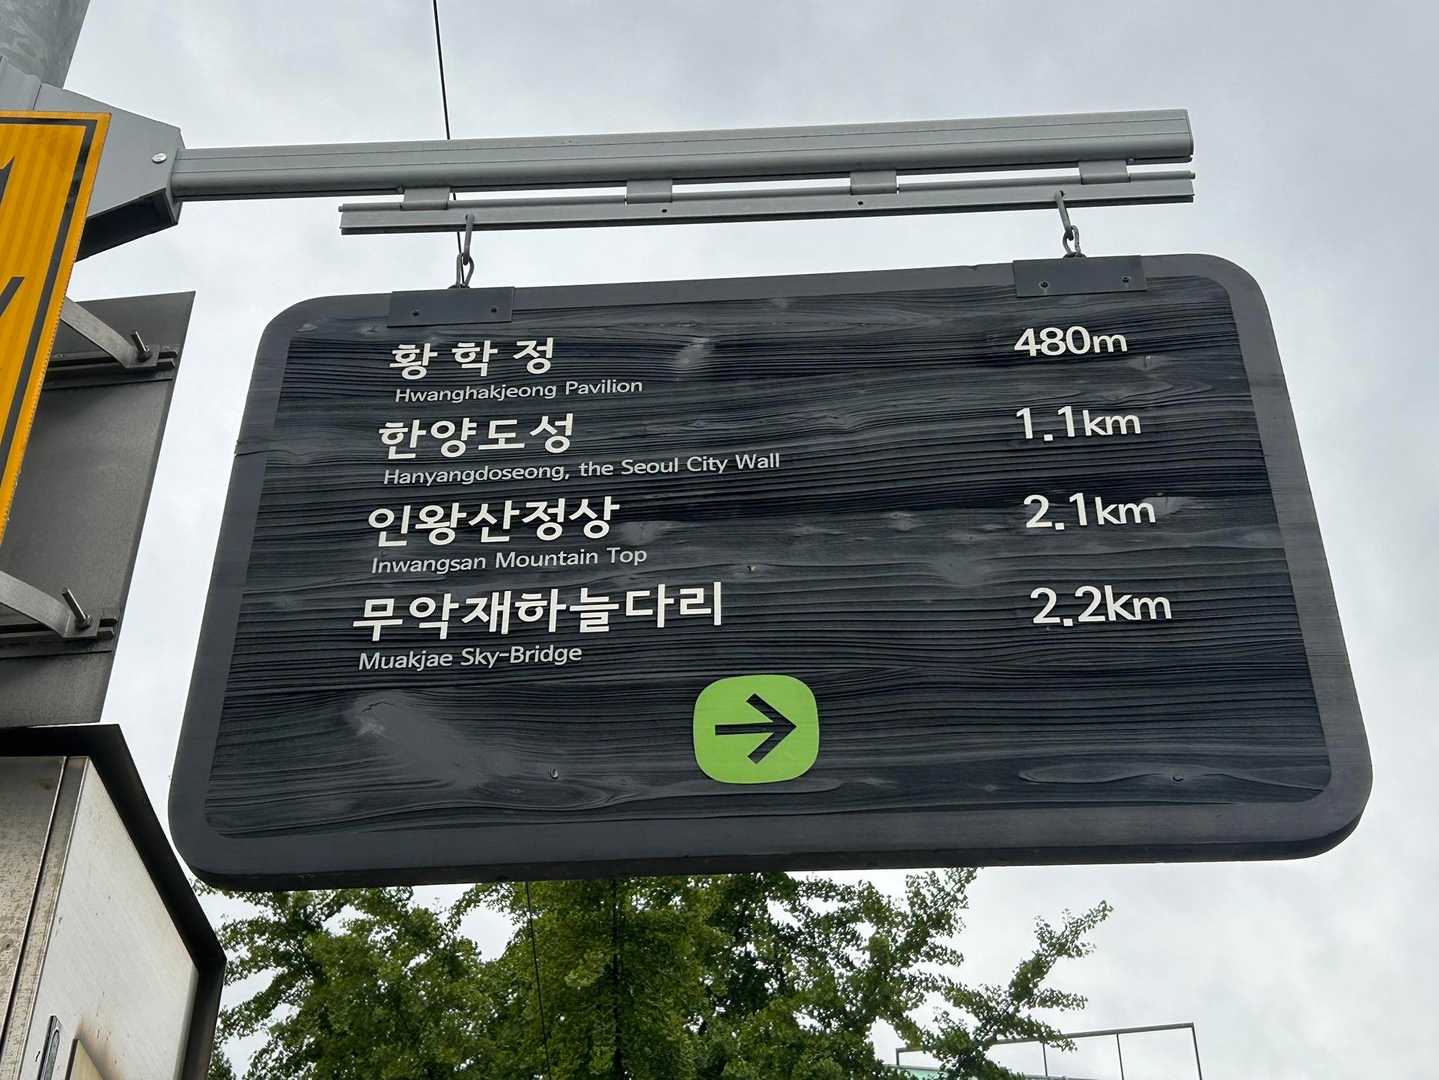 황학정 480m
Hwanghakjeong Pavilion
한양도성 1.1km
Hanyangdoseong, the Seoul City Wall
인왕산정상 2.1km
Inwangsan Mountain Top
무악재하늘다리 2.2km
Muakjae Sky-Bridge